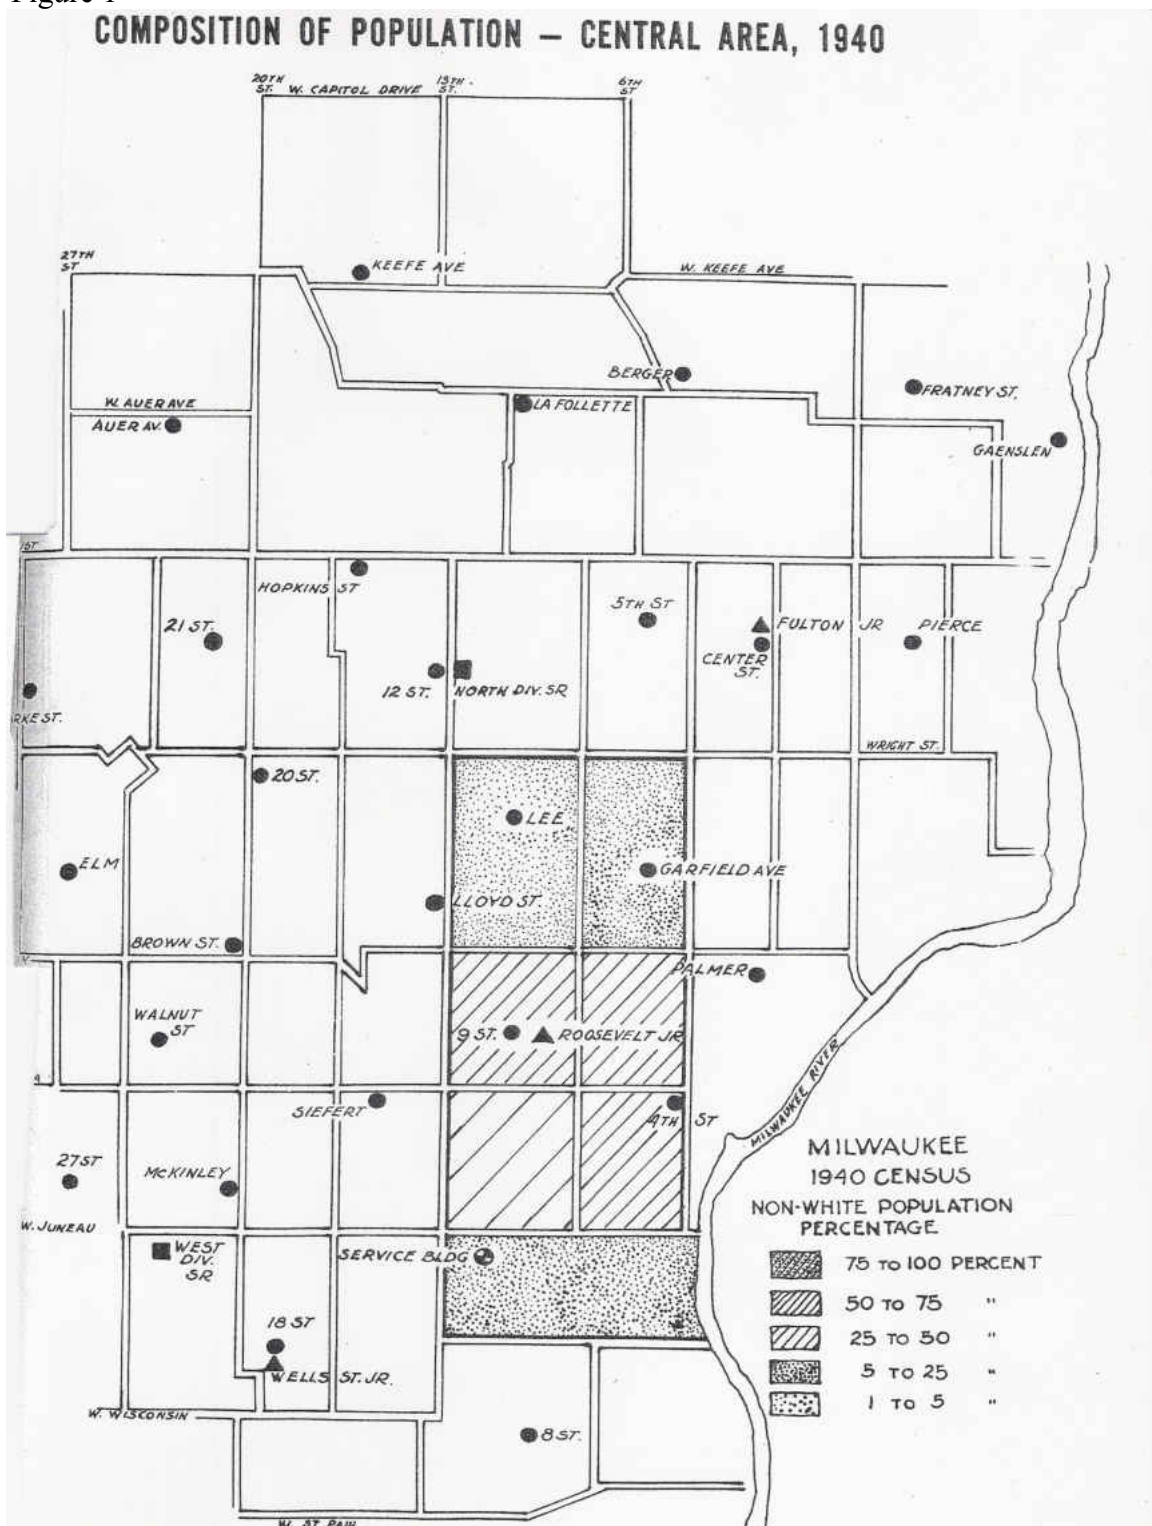 Figure 1
COMPOSITION OF POPULATION — CENTRAL AREA, 1940
20TH ST.
W. CAPITOL DRIVE
15TH. ST.
6TH ST
27TH ST
KEEFE AVE
W. KEEFE AVE
BERGER
FRATNEY ST.
W. AUER AVE
LA FOLLETTE
AUER AV.
GAENSLEN
HOPKINS ST
21 ST.
5TH ST
FULTON JR
PIERCE
CENTER ST.
12 ST.
NORTH DIV. SR
RKE ST.
WRIGHT ST.
20 ST.
LEE
ELM
GARFIELD AVE
LLOYD ST.
BROWN ST.
PALMER
WALNUT ST
9 ST.
ROOSEVELT JR
MILWAUKEE RIVER
SIEFERT
4TH ST
27 ST
McKINLEY
W. JUNEAU
WEST DIV. SR
SERVICE BLDG
18 ST
WELLS ST. JR.
W. WISCONSIN
8 ST.
W. ST. PAUL
MILWAUKEE
1940 CENSUS
NON-WHITE POPULATION
PERCENTAGE
75 TO 100 PERCENT
50 TO 75 "
25 TO 50 "
5 TO 25 "
1 TO 5 "